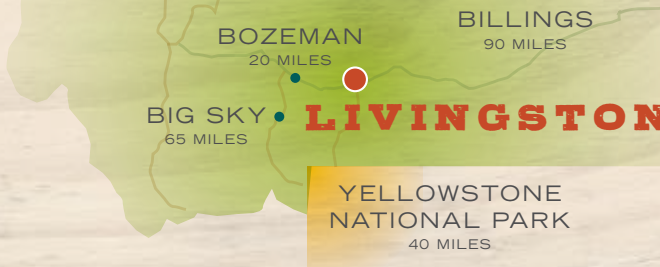 BILLINGS
90 MILES
BOZEMAN
20 MILES
BIG SKY
65 MILES
LIVINGSTON
YELLOWSTONE
NATIONAL PARK
40 MILES